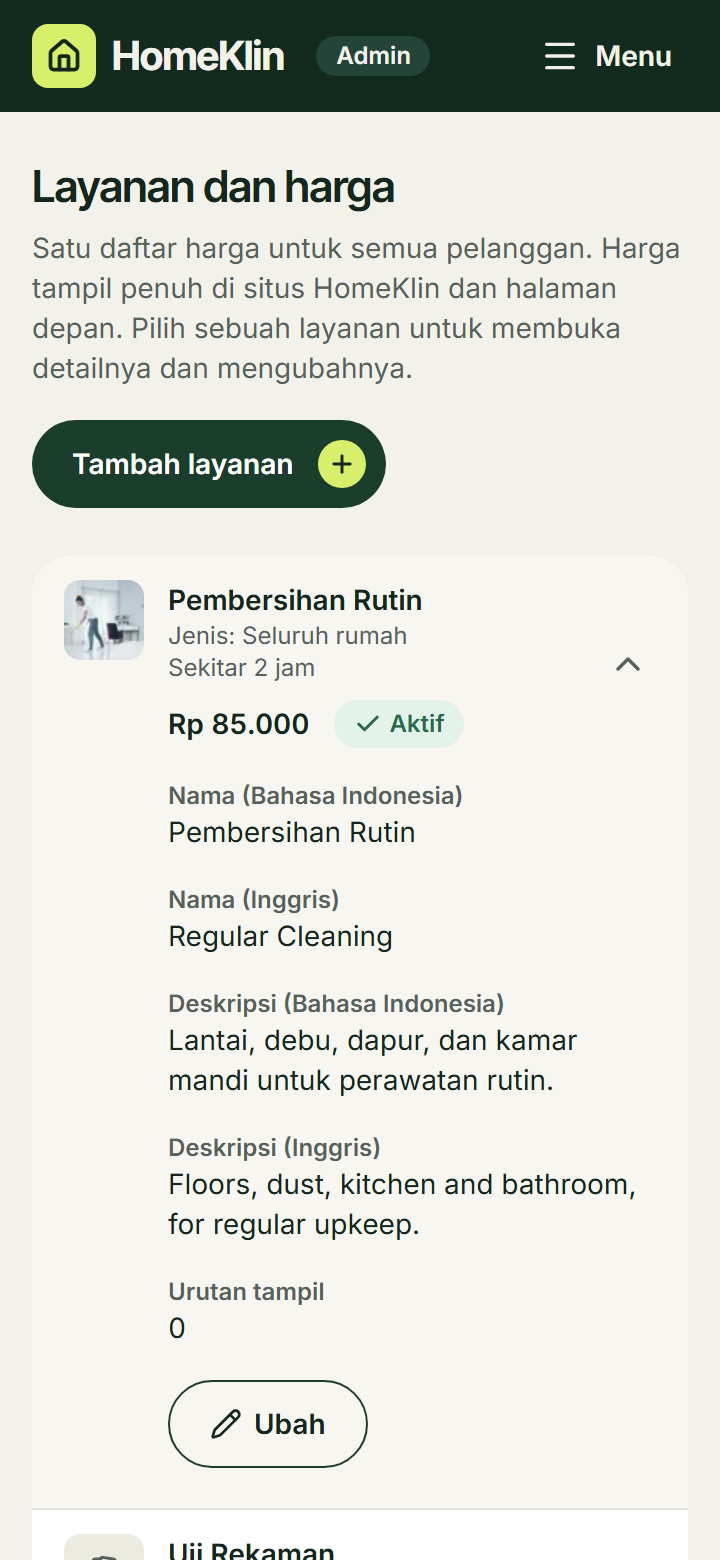 HomeKlin
Admin
Menu
Layanan dan harga
Satu daftar harga untuk semua pelanggan. Harga
tampil penuh di situs HomeKlin dan halaman
depan. Pilih sebuah layanan untuk membuka
detailnya dan mengubahnya.
Tambah layanan
Pembersihan Rutin
Jenis: Seluruh rumah
Sekitar 2 jam
Rp 85.000
Aktif
Nama (Bahasa Indonesia)
Pembersihan Rutin
Nama (Inggris)
Regular Cleaning
Deskripsi (Bahasa Indonesia)
Lantai, debu, dapur, dan kamar
mandi untuk perawatan rutin.
Deskripsi (Inggris)
Floors, dust, kitchen and bathroom,
for regular upkeep.
Urutan tampil
0
Ubah
Uji Rekaman